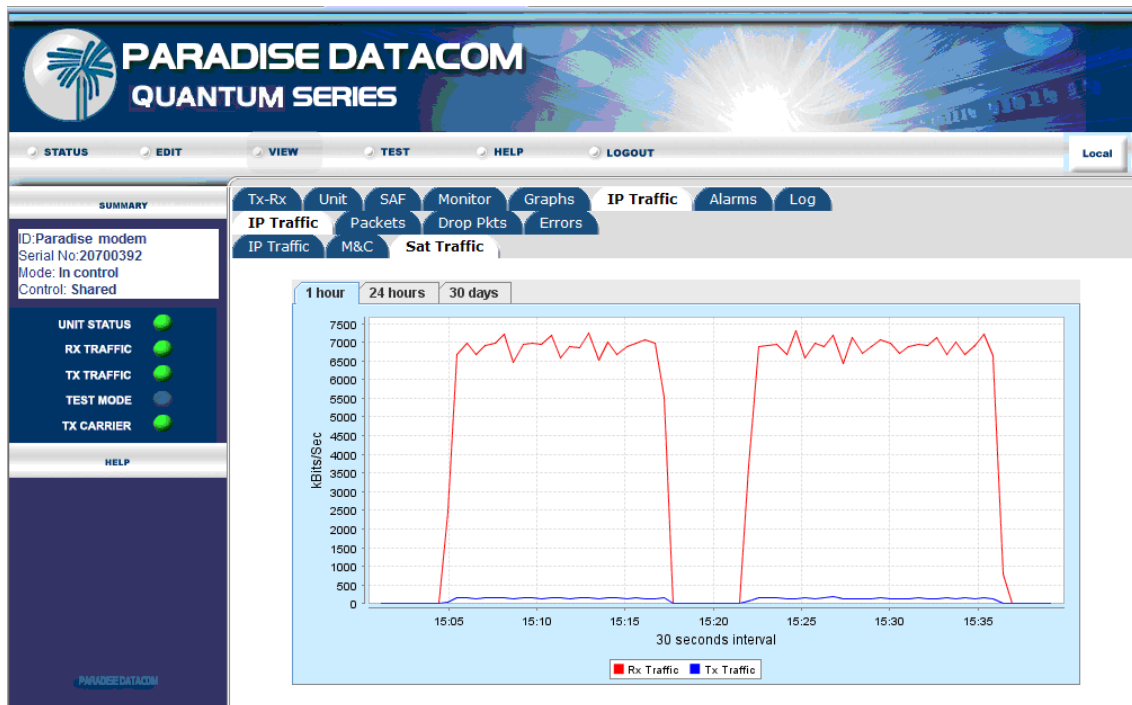 PARADISE DATACOM
QUANTUM SERIES
STATUS EDIT VIEW TEST HELP LOGOUT Local
SUMMARY
ID:Paradise modem
Serial No:20700392
Mode: In control
Control: Shared
UNIT STATUS
RX TRAFFIC
TX TRAFFIC
TEST MODE
TX CARRIER
HELP
PARADISE DATACOM
Tx-Rx Unit SAF Monitor Graphs IP Traffic Alarms Log
IP Traffic Packets Drop Pkts Errors
IP Traffic M&C Sat Traffic
1 hour 24 hours 30 days
7500
7000
6500
6000
5500
5000
4500
4000
3500
3000
2500
2000
1500
1000
500
0
kBits/Sec
15:05 15:10 15:15 15:20 15:25 15:30 15:35
30 seconds interval
Rx Traffic Tx Traffic